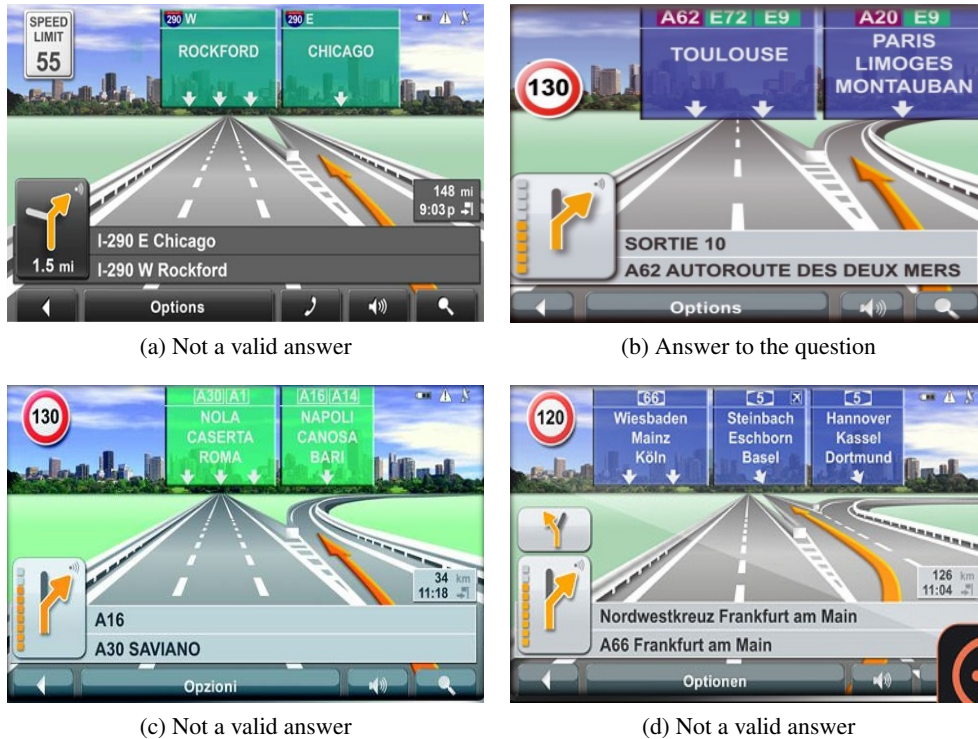 SPEED
LIMIT
55
290 W
ROCKFORD
290 E
CHICAGO
148 mi
9:03p
1.5 mi
I-290 E Chicago
I-290 W Rockford
Options
(a) Not a valid answer
130
A62 E72 E9
TOULOUSE
A20 E9
PARIS
LIMOGES
MONTAUBAN
SORTIE 10
A62 AUTOROUTE DES DEUX MERS
Options
(b) Answer to the question
130
A30 A1
NOLA
CASERTA
ROMA
A16 A14
NAPOLI
CANOSA
BARI
34 km
11:18
A16
A30 SAVIANO
Opzioni
(c) Not a valid answer
120
66
Wiesbaden
Mainz
Köln
5
Steinbach
Eschborn
Basel
5
Hannover
Kassel
Dortmund
126 km
11:04
Nordwestkreuz Frankfurt am Main
A66 Frankfurt am Main
Optionen
(d) Not a valid answer